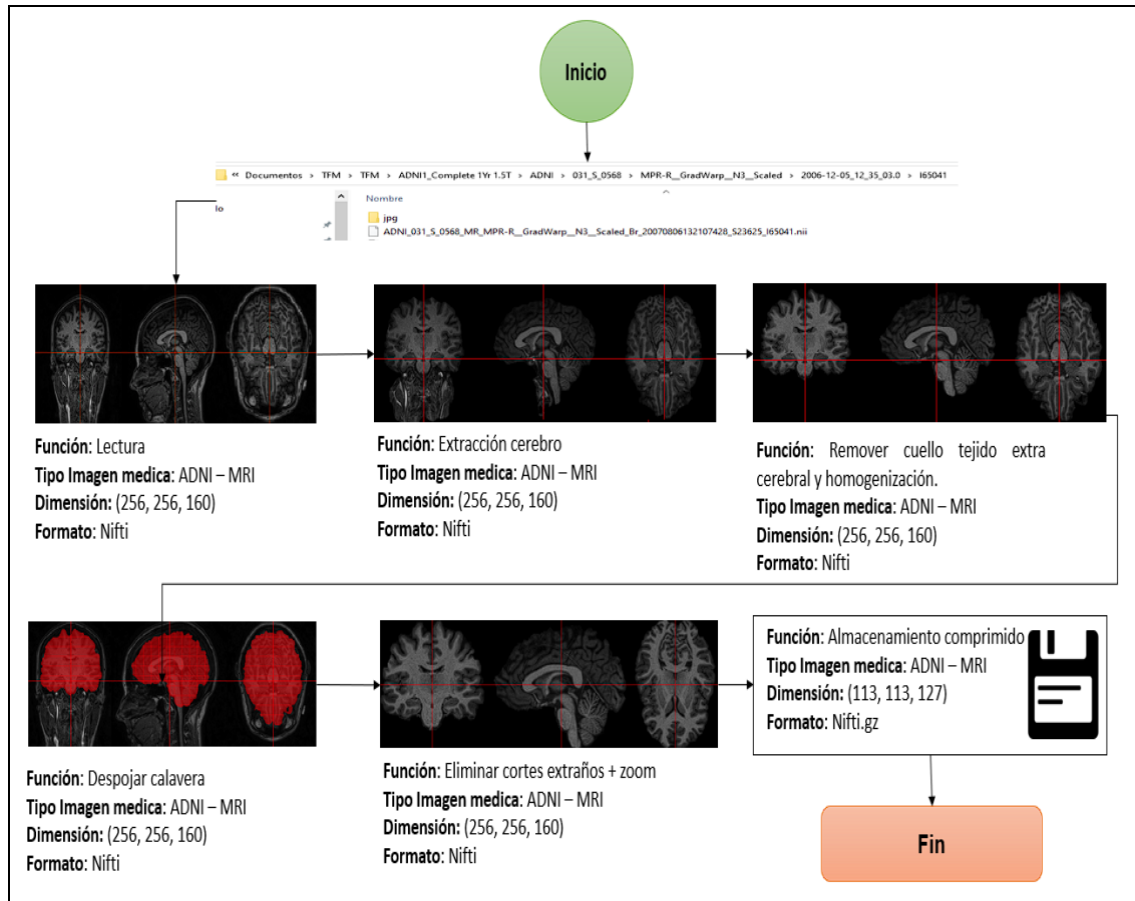 Inicio
« Documentos > TFM > TFM > ADNI1_Complete 1Yr 1.5T > ADNI > 031_S_0568 > MPR-R__GradWarp__N3__Scaled > 2006-12-05_12_35_03.0 > I65041
lo
Nombre
jpg
ADNI_031_S_0568_MR_MPR-R__GradWarp__N3__Scaled_Br_20070806132107428_S23625_I65041.nii
Función: Lectura
Tipo Imagen medica: ADNI – MRI
Dimensión: (256, 256, 160)
Formato: Nifti
Función: Extracción cerebro
Tipo Imagen medica: ADNI – MRI
Dimensión: (256, 256, 160)
Formato: Nifti
Función: Remover cuello tejido extra
cerebral y homogenización.
Tipo Imagen medica: ADNI – MRI
Dimensión: (256, 256, 160)
Formato: Nifti
Función: Despojar calavera
Tipo Imagen medica: ADNI – MRI
Dimensión: (256, 256, 160)
Formato: Nifti
Función: Eliminar cortes extraños + zoom
Tipo Imagen medica: ADNI – MRI
Dimensión: (256, 256, 160)
Formato: Nifti
Función: Almacenamiento comprimido
Tipo Imagen medica: ADNI – MRI
Dimensión: (113, 113, 127)
Formato: Nifti.gz
Fin